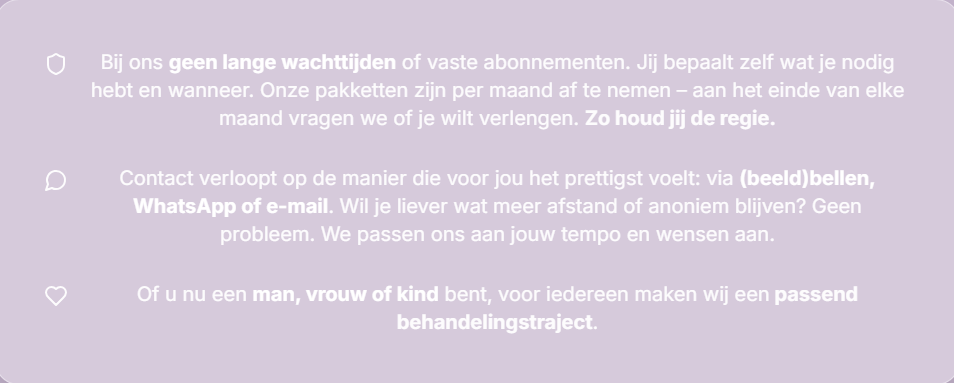 Bij ons geen lange wachttijden of vaste abonnementen. Jij bepaalt zelf wat je nodig
hebt en wanneer. Onze pakketten zijn per maand af te nemen – aan het einde van elke
maand vragen we of je wilt verlengen. Zo houd jij de regie.
Contact verloopt op de manier die voor jou het prettigst voelt: via (beeld)bellen,
WhatsApp of e-mail. Wil je liever wat meer afstand of anoniem blijven? Geen
probleem. We passen ons aan jouw tempo en wensen aan.
Of u nu een man, vrouw of kind bent, voor iedereen maken wij een passend
behandelingstraject.